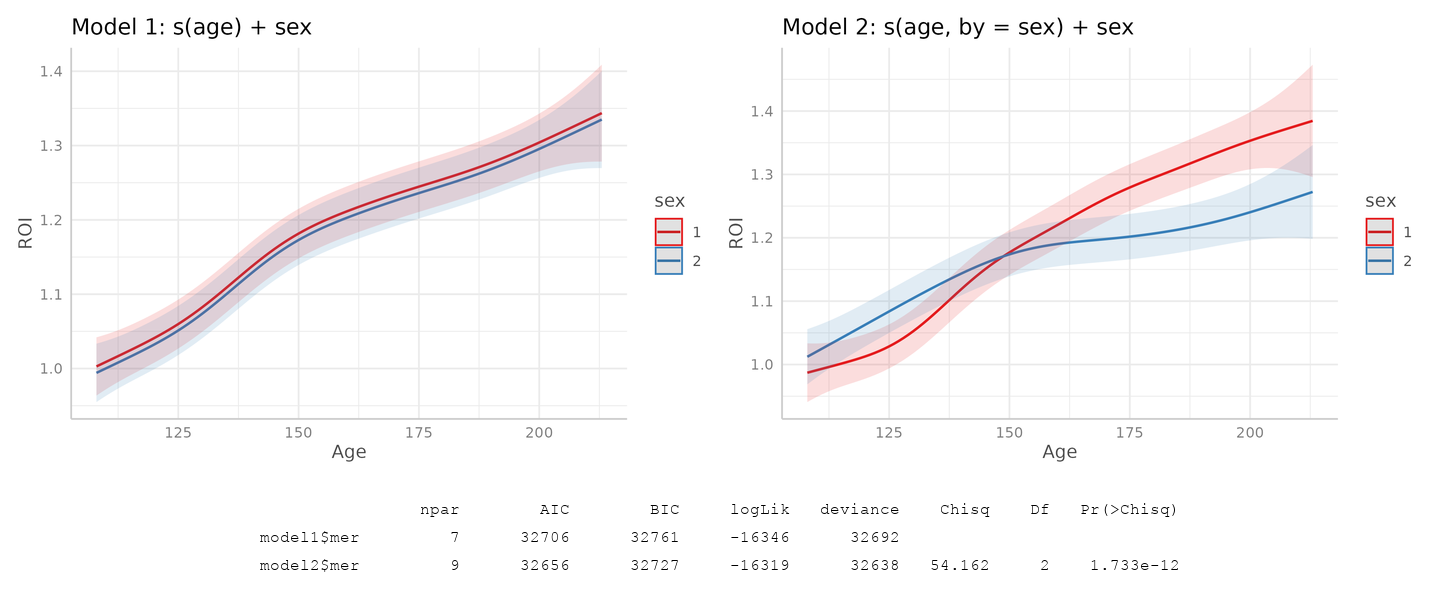 Model 1: s(age) + sex
1.4
1.3
1.2
1.1
1.0
ROI
125 150 175 200
Age
sex
1
2
Model 2: s(age, by = sex) + sex
1.4
1.3
1.2
1.1
1.0
ROI
125 150 175 200
Age
sex
1
2
npar AIC BIC logLik deviance Chisq Df Pr(>Chisq)
model1$mer 7 32706 32761 -16346 32692
model2$mer 9 32656 32727 -16319 32638 54.162 2 1.733e-12